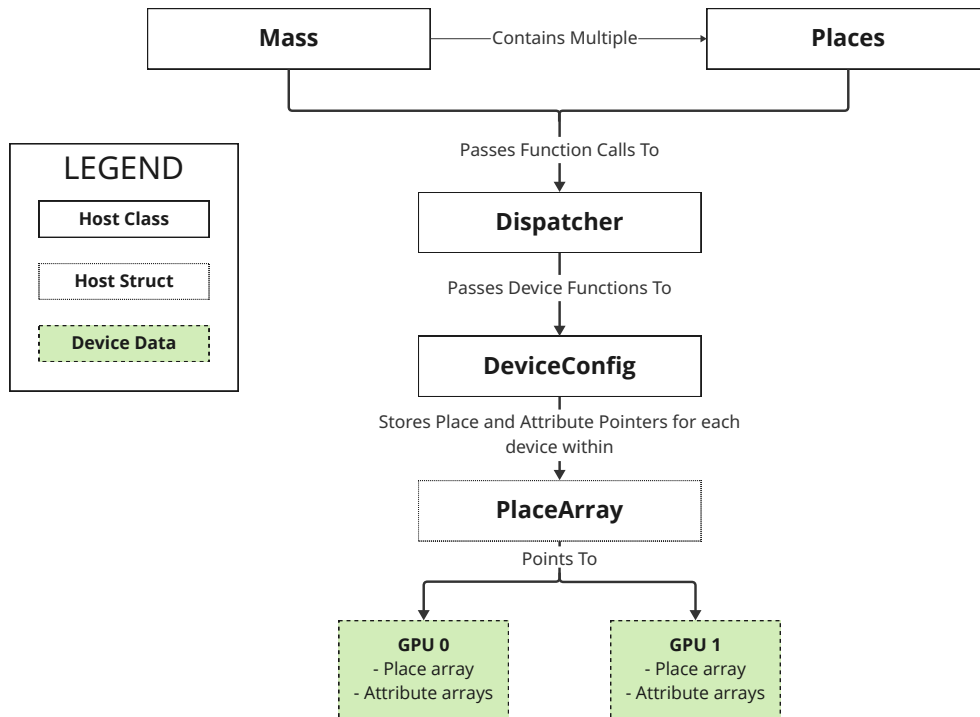 Mass
Contains Multiple
Places
Passes Function Calls To
LEGEND
Host Class
Host Struct
Device Data
Dispatcher
Passes Device Functions To
DeviceConfig
Stores Place and Attribute Pointers for each
device within
PlaceArray
Points To
GPU 0
- Place array
- Attribute arrays
GPU 1
- Place array
- Attribute arrays